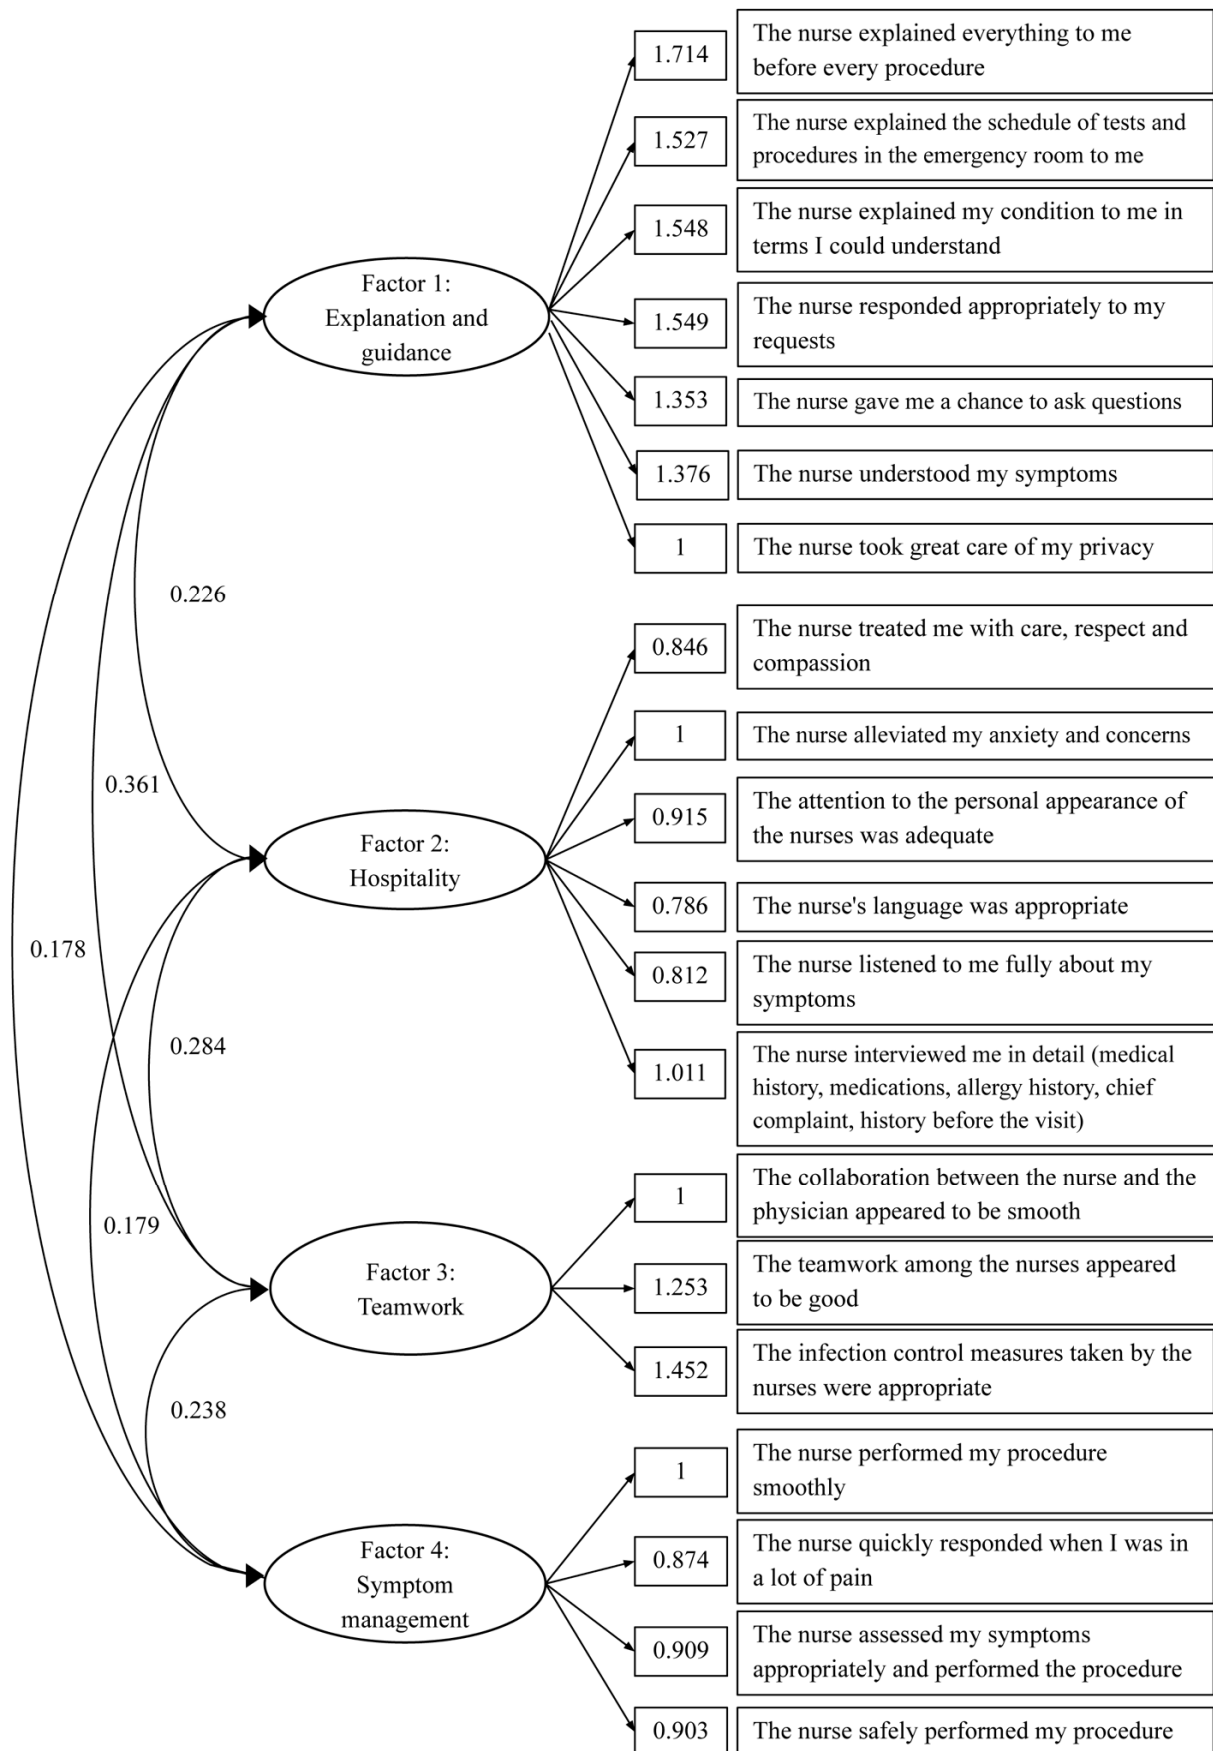 1.714
The nurse explained everything to me
before every procedure
1.527
The nurse explained the schedule of tests and
procedures in the emergency room to me
1.548
The nurse explained my condition to me in
terms I could understand
Factor 1:
Explanation and
guidance
1.549
The nurse responded appropriately to my
requests
1.353
The nurse gave me a chance to ask questions
1.376
The nurse understood my symptoms
1
The nurse took great care of my privacy
0.226
0.846
The nurse treated me with care, respect and
compassion
1
The nurse alleviated my anxiety and concerns
0.361
0.915
The attention to the personal appearance of
the nurses was adequate
Factor 2:
Hospitality
0.786
The nurse's language was appropriate
0.178
0.812
The nurse listened to me fully about my
symptoms
0.284
1.011
The nurse interviewed me in detail (medical
history, medications, allergy history, chief
complaint, history before the visit)
1
The collaboration between the nurse and the
physician appeared to be smooth
0.179
Factor 3:
Teamwork
1.253
The teamwork among the nurses appeared
to be good
1.452
The infection control measures taken by the
nurses were appropriate
0.238
1
The nurse performed my procedure
smoothly
Factor 4:
Symptom
management
0.874
The nurse quickly responded when I was in
a lot of pain
0.909
The nurse assessed my symptoms
appropriately and performed the procedure
0.903
The nurse safely performed my procedure